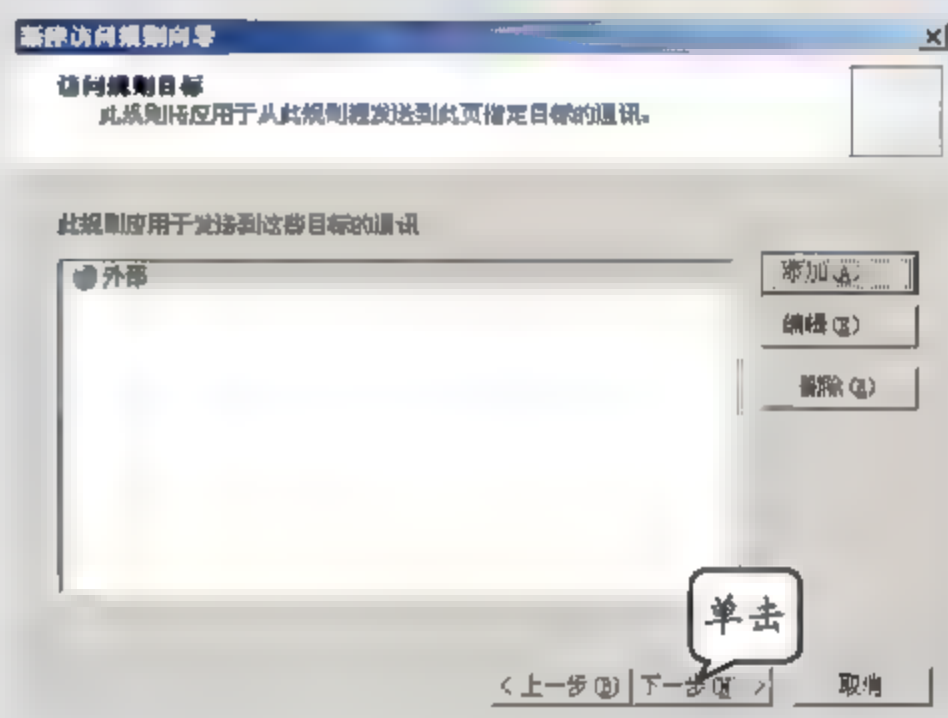 新建访问规则向导
访问规则目标
此规则将应用于从此规则源发送到此页指定目标的通讯。
此规则应用于发送到这些目标的通讯
外部
添加(A)
编辑(E)
删除(R)
单击
< 上一步(B)
下一步(N) >
取消